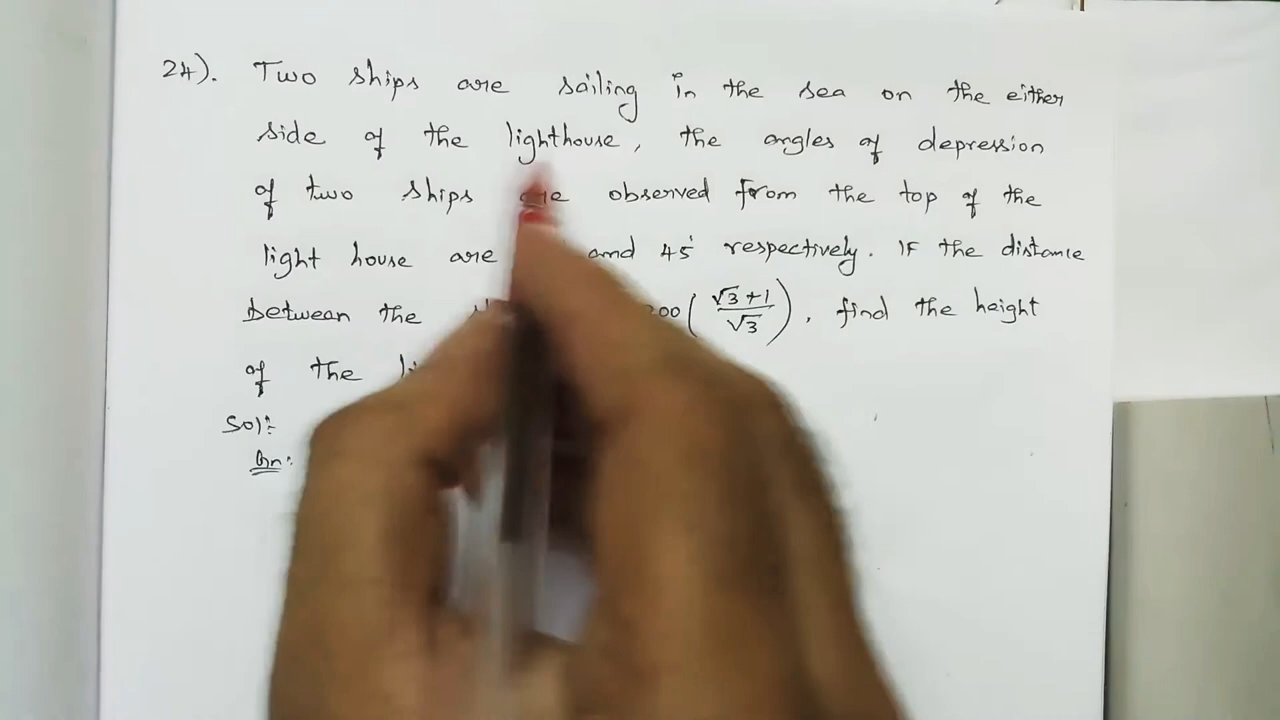 24). Two ships are sailing in the sea on the either
side of the lighthouse, the angles of depression
of two ships are observed from the top of the
light house are and 45° respectively. If the distance
between the 200 ( √3+1 / √3 ), find the height
of the
Sol:
Gn: